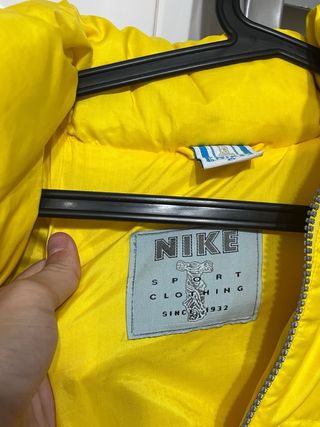 NIKE
SPORT
CLOTHING
SINCE 1932